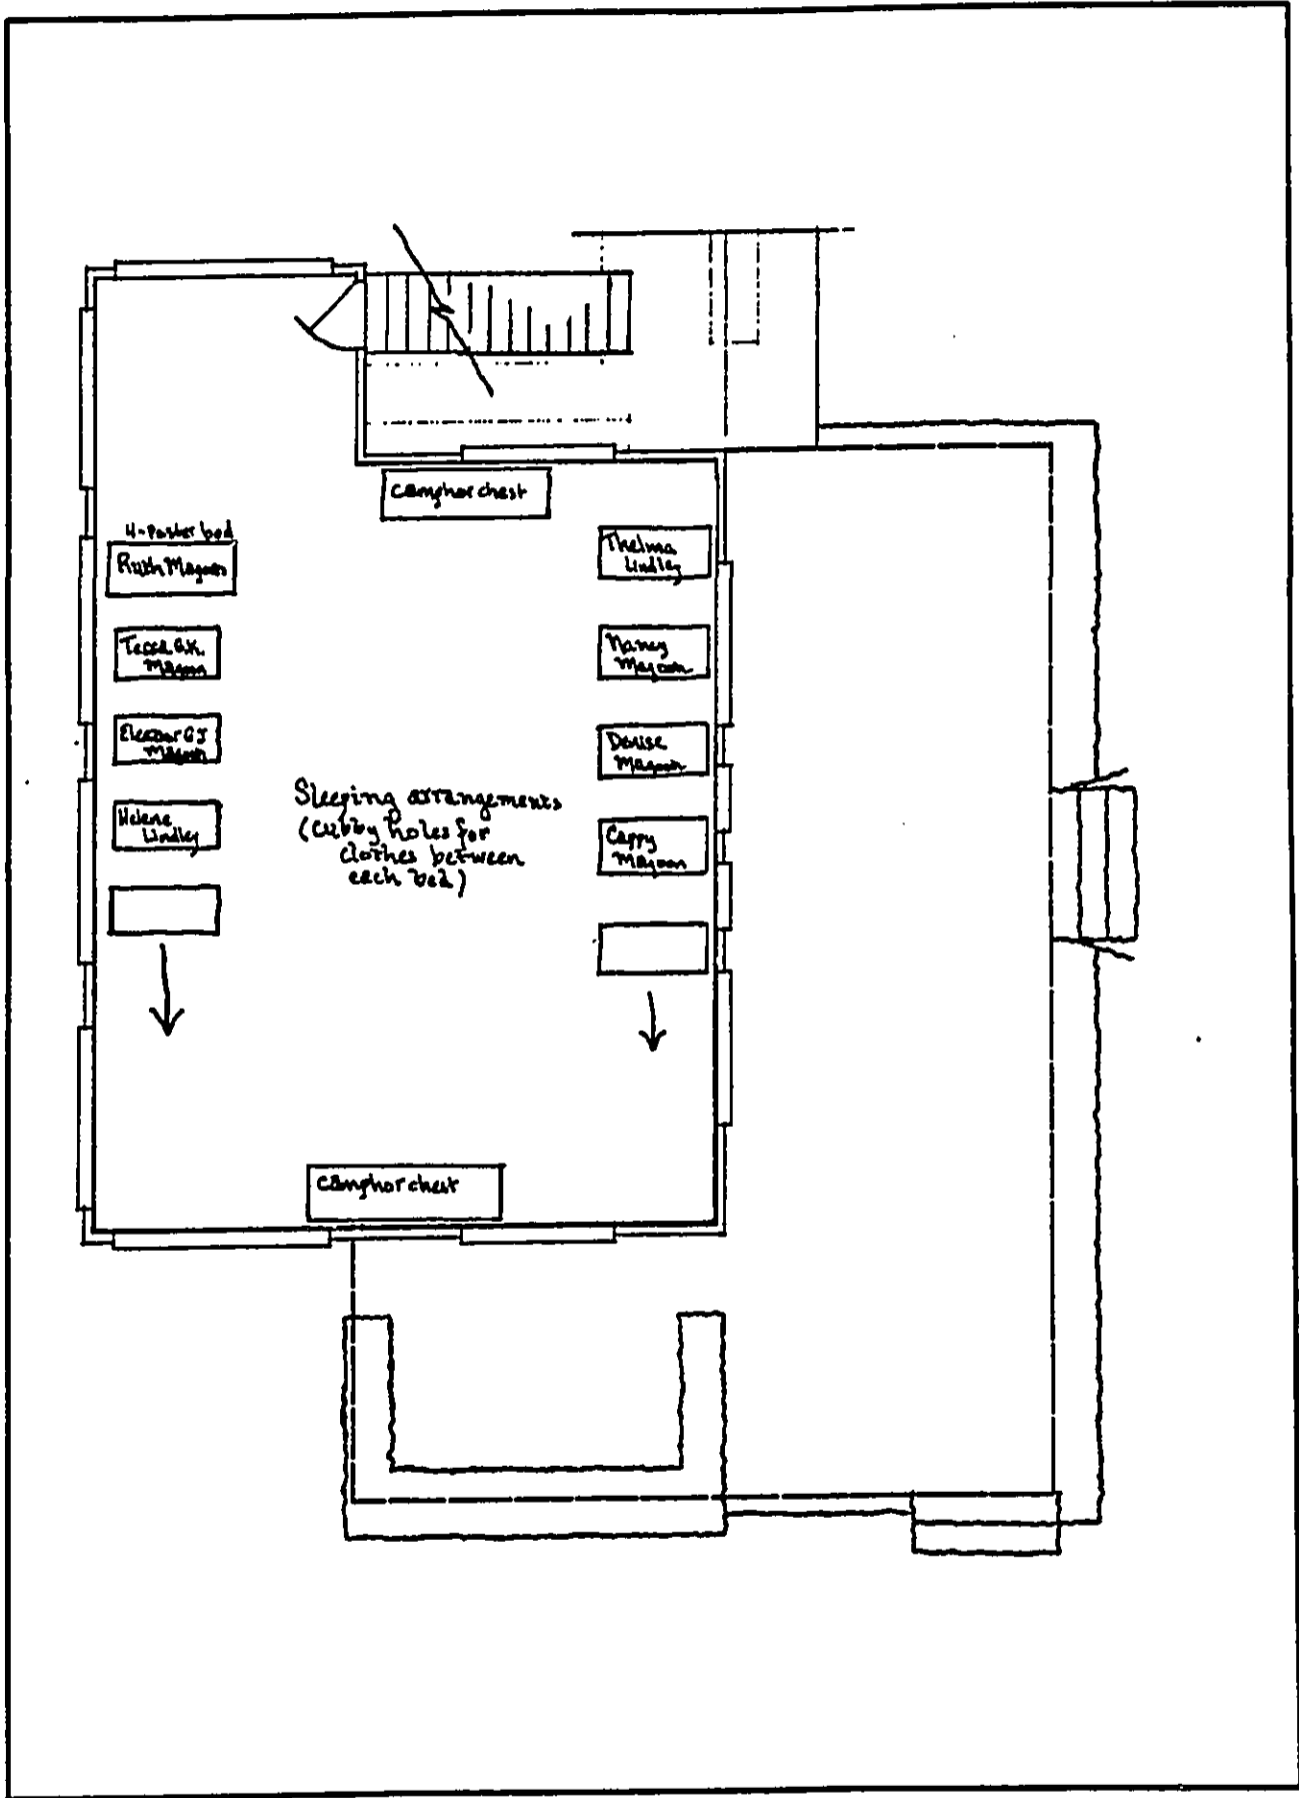 camphor chest
4-Poster bed
Ruth Magoon
Thelma
Lindley
Tessa G.K.
Magoon
Nancy
Magoon
Eleanor GJ
Magoon
Denise
Magoon
Helene
Lindley
Cappy
Magoon
Sleeping arrangements
(cubby holes for
clothes between
each bed)
camphor chest